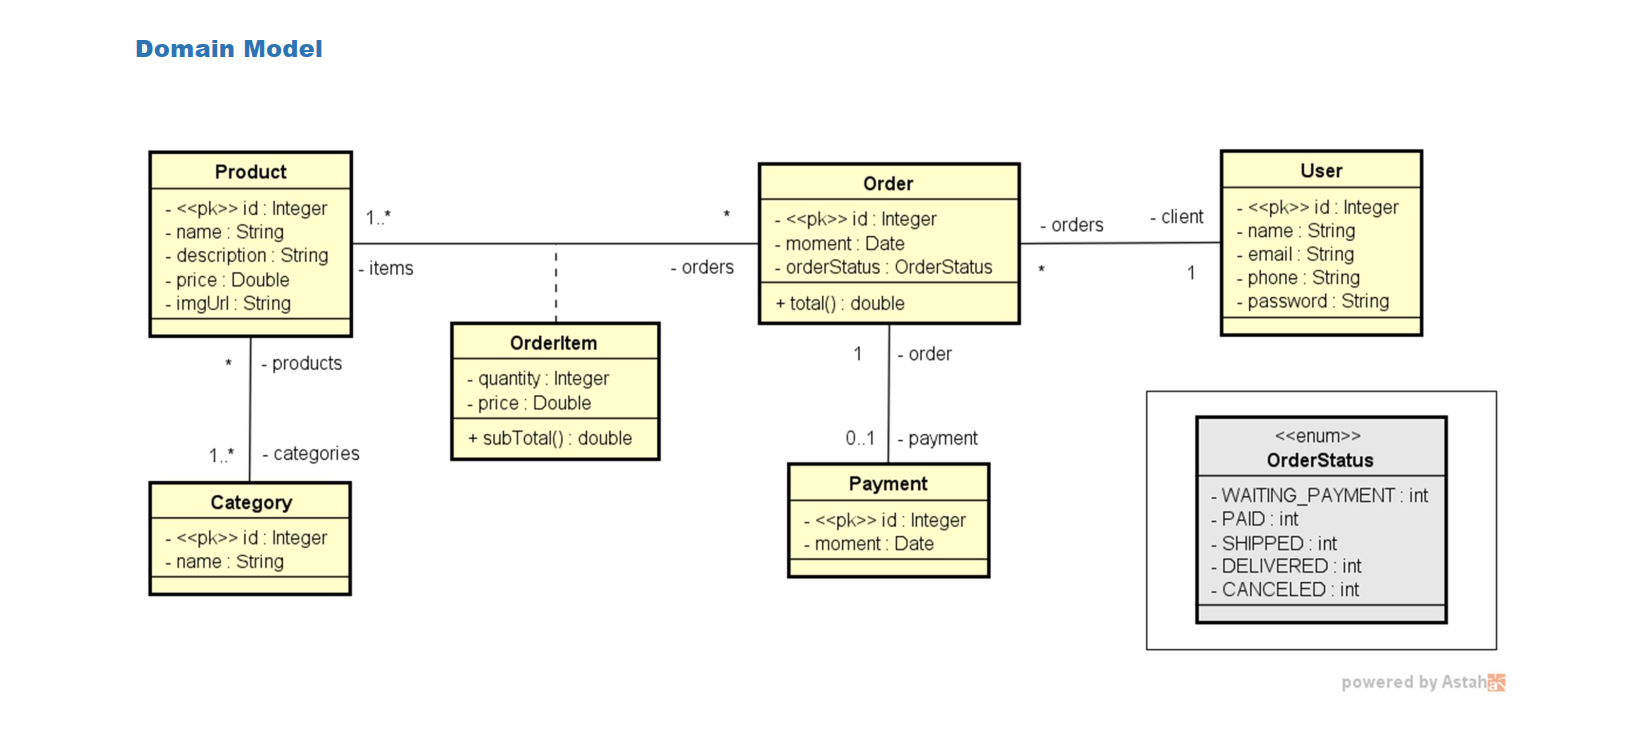 Domain Model
Product
- <<pk>> id : Integer
- name : String
- description : String
- price : Double
- imgUrl : String
1..*
- items
*
- orders
Order
- <<pk>> id : Integer
- moment : Date
- orderStatus : OrderStatus
+ total() : double
- orders
*
- client
1
User
- <<pk>> id : Integer
- name : String
- email : String
- phone : String
- password : String
OrderItem
- quantity : Integer
- price : Double
+ subTotal() : double
* - products
1..* - categories
Category
- <<pk>> id : Integer
- name : String
1 - order
0..1 - payment
Payment
- <<pk>> id : Integer
- moment : Date
<<enum>>
OrderStatus
- WAITING_PAYMENT : int
- PAID : int
- SHIPPED : int
- DELIVERED : int
- CANCELED : int
powered by Astah